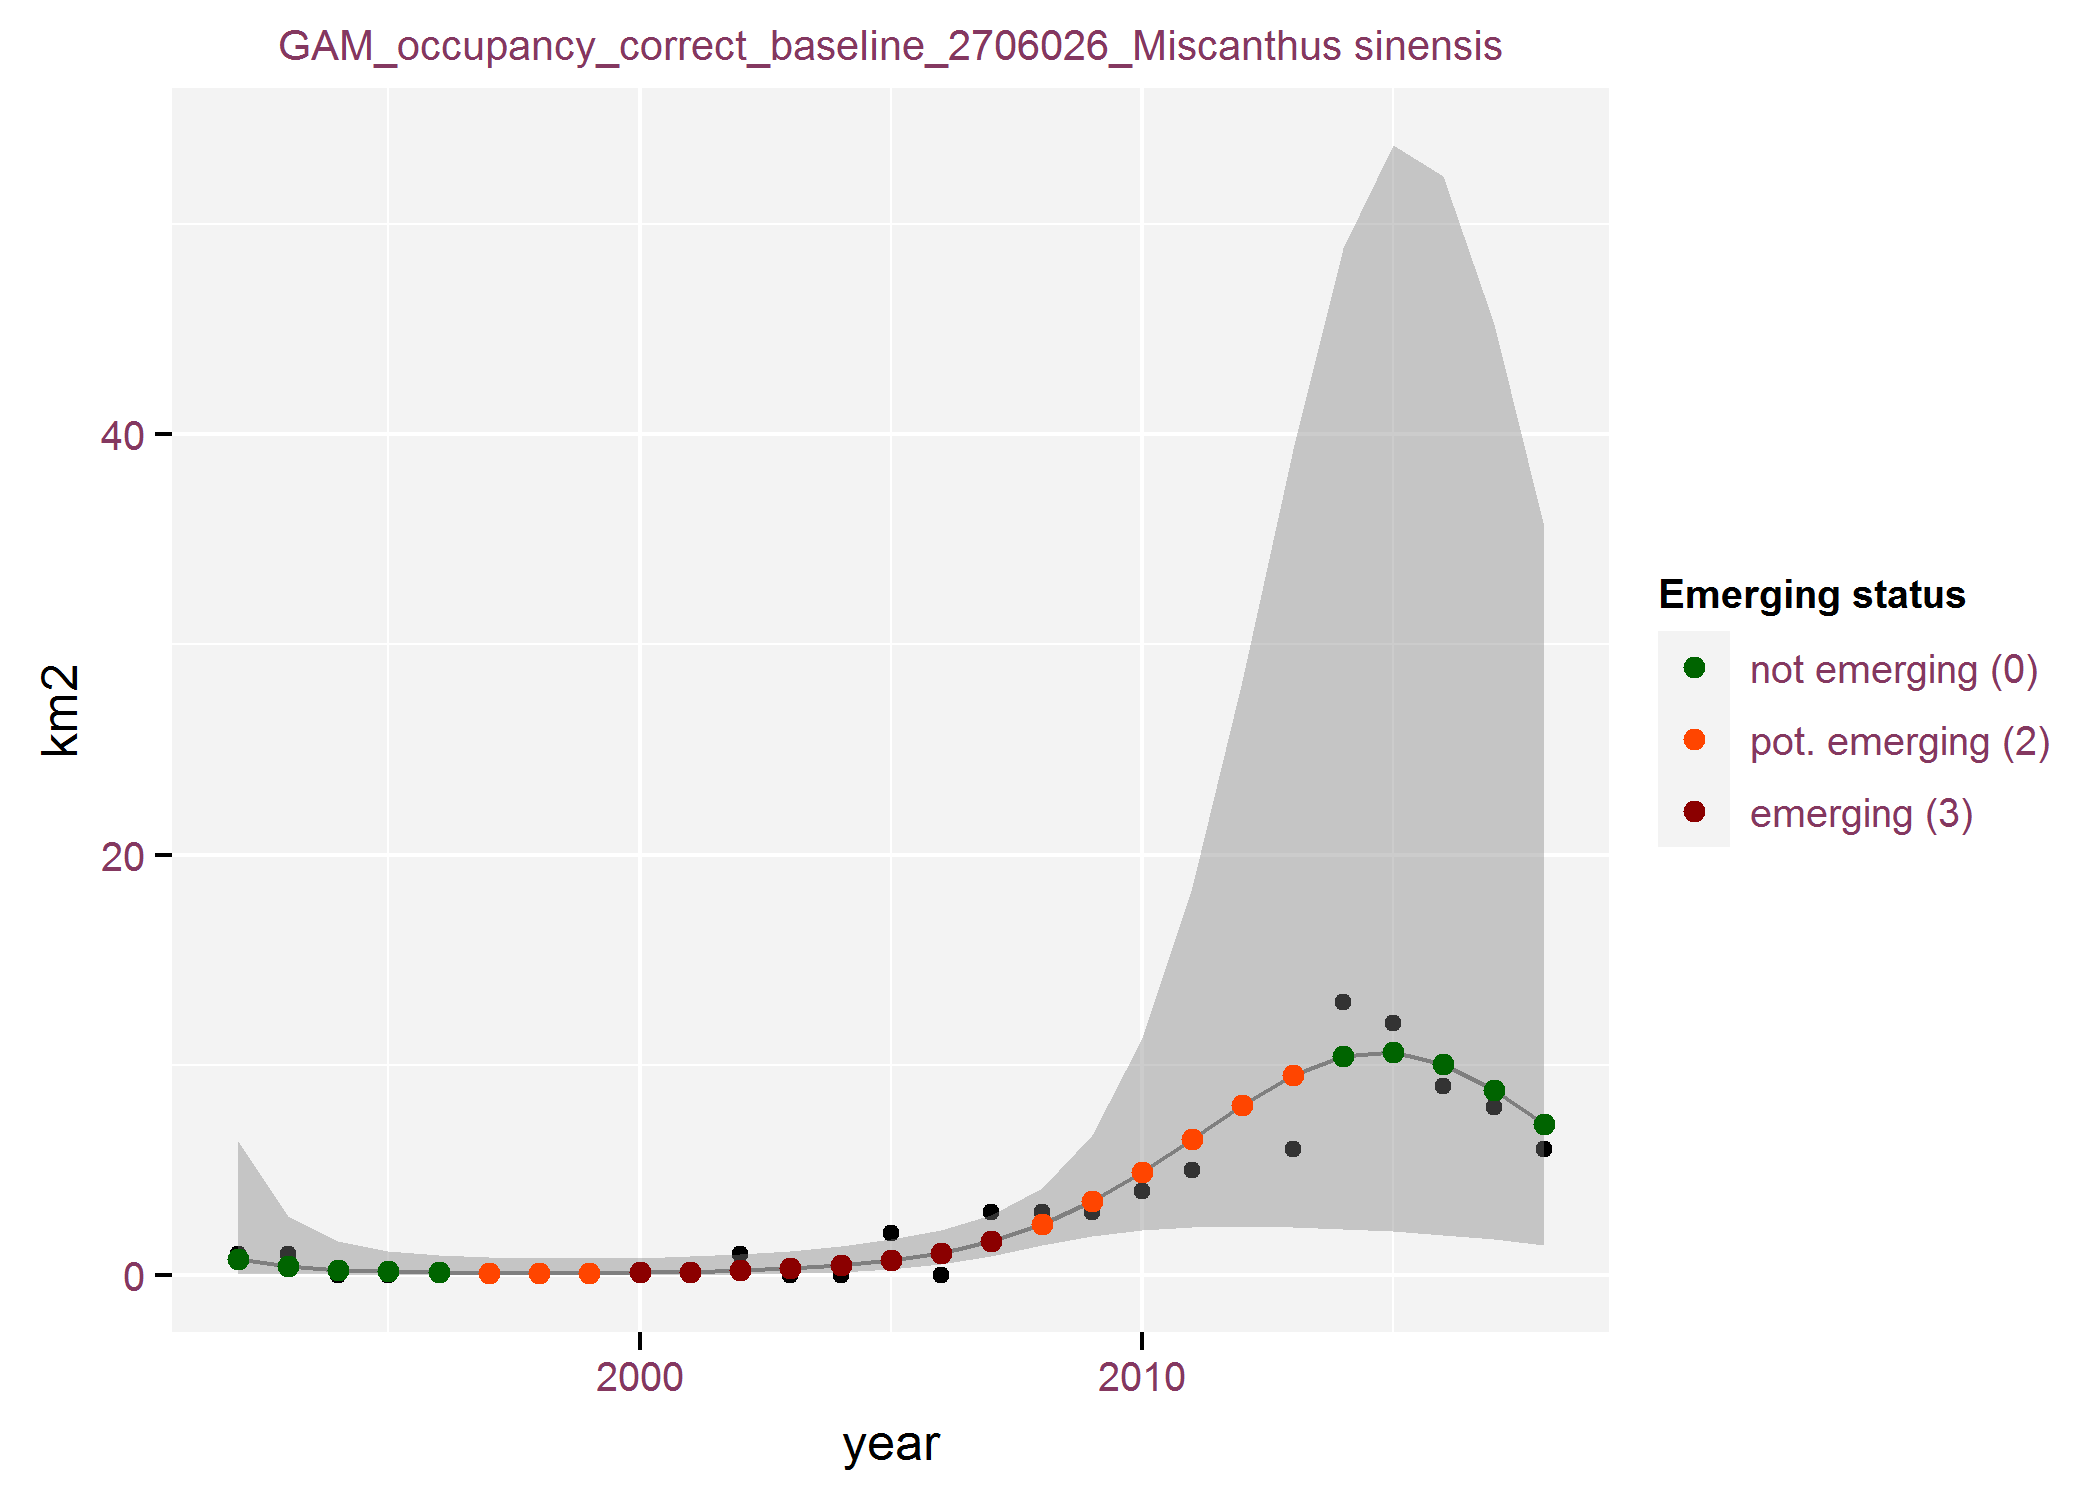 GAM_occupancy_correct_baseline_2706026_Miscanthus sinensis
km2
40
20
0
2000
2010
year
Emerging status
not emerging (0)
pot. emerging (2)
emerging (3)